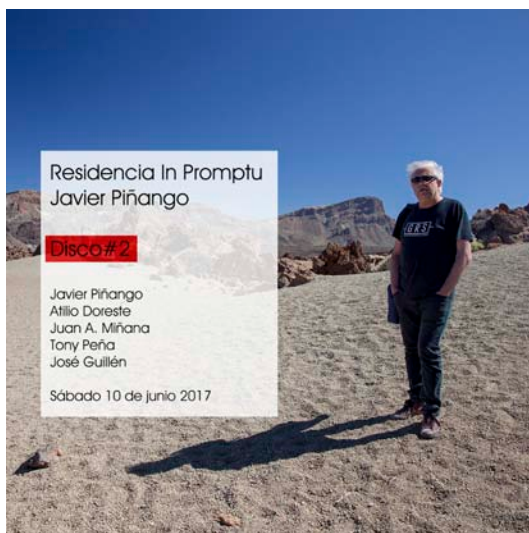 Residencia In Promptu
Javier Piñango
Disco#2
Javier Piñango
Atilio Doreste
Juan A. Miñana
Tony Peña
José Guillén
Sábado 10 de junio 2017
GRS